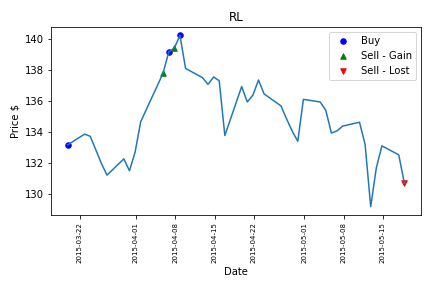 RL
Buy
Sell - Gain
Sell - Lost
Price $
140
138
136
134
132
130
2015-03-22
2015-04-01
2015-04-08
2015-04-15
2015-04-22
2015-05-01
2015-05-08
2015-05-15
Date